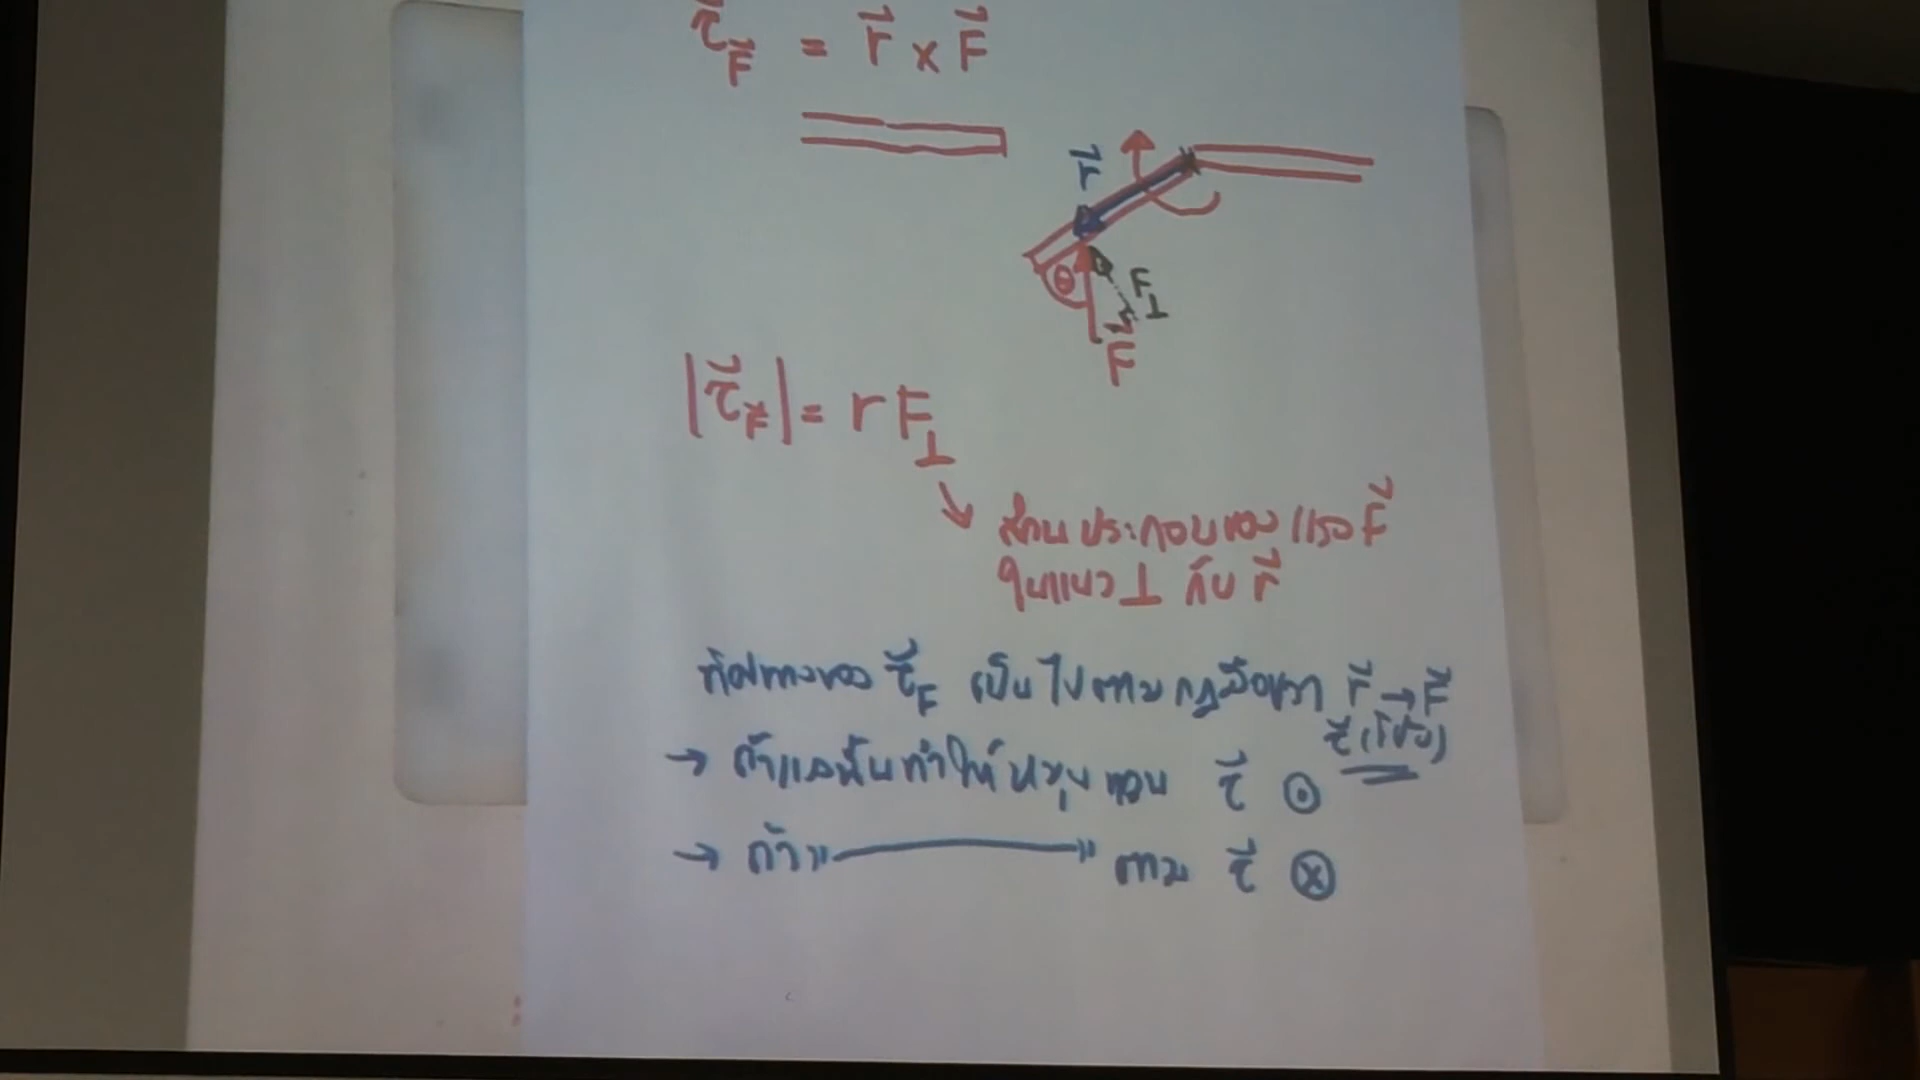 τ⃗_F⃗ = r⃗ × F⃗
r⃗
θ
F⊥
F⃗
|τ⃗_F⃗| = r F⊥
↘ ส่วนประกอบของแรง F⃗
ในแนว ⊥ กับ r⃗
ทิศทางของ τ⃗_F เป็นไปตามกฎมือขวา r⃗ → F⃗
τ⃗ (โป้ง)
→ ถ้าแรงนั้นทำให้หมุนทวน τ⃗ ⊙
→ ถ้า " ——— " ตาม τ⃗ ⊗